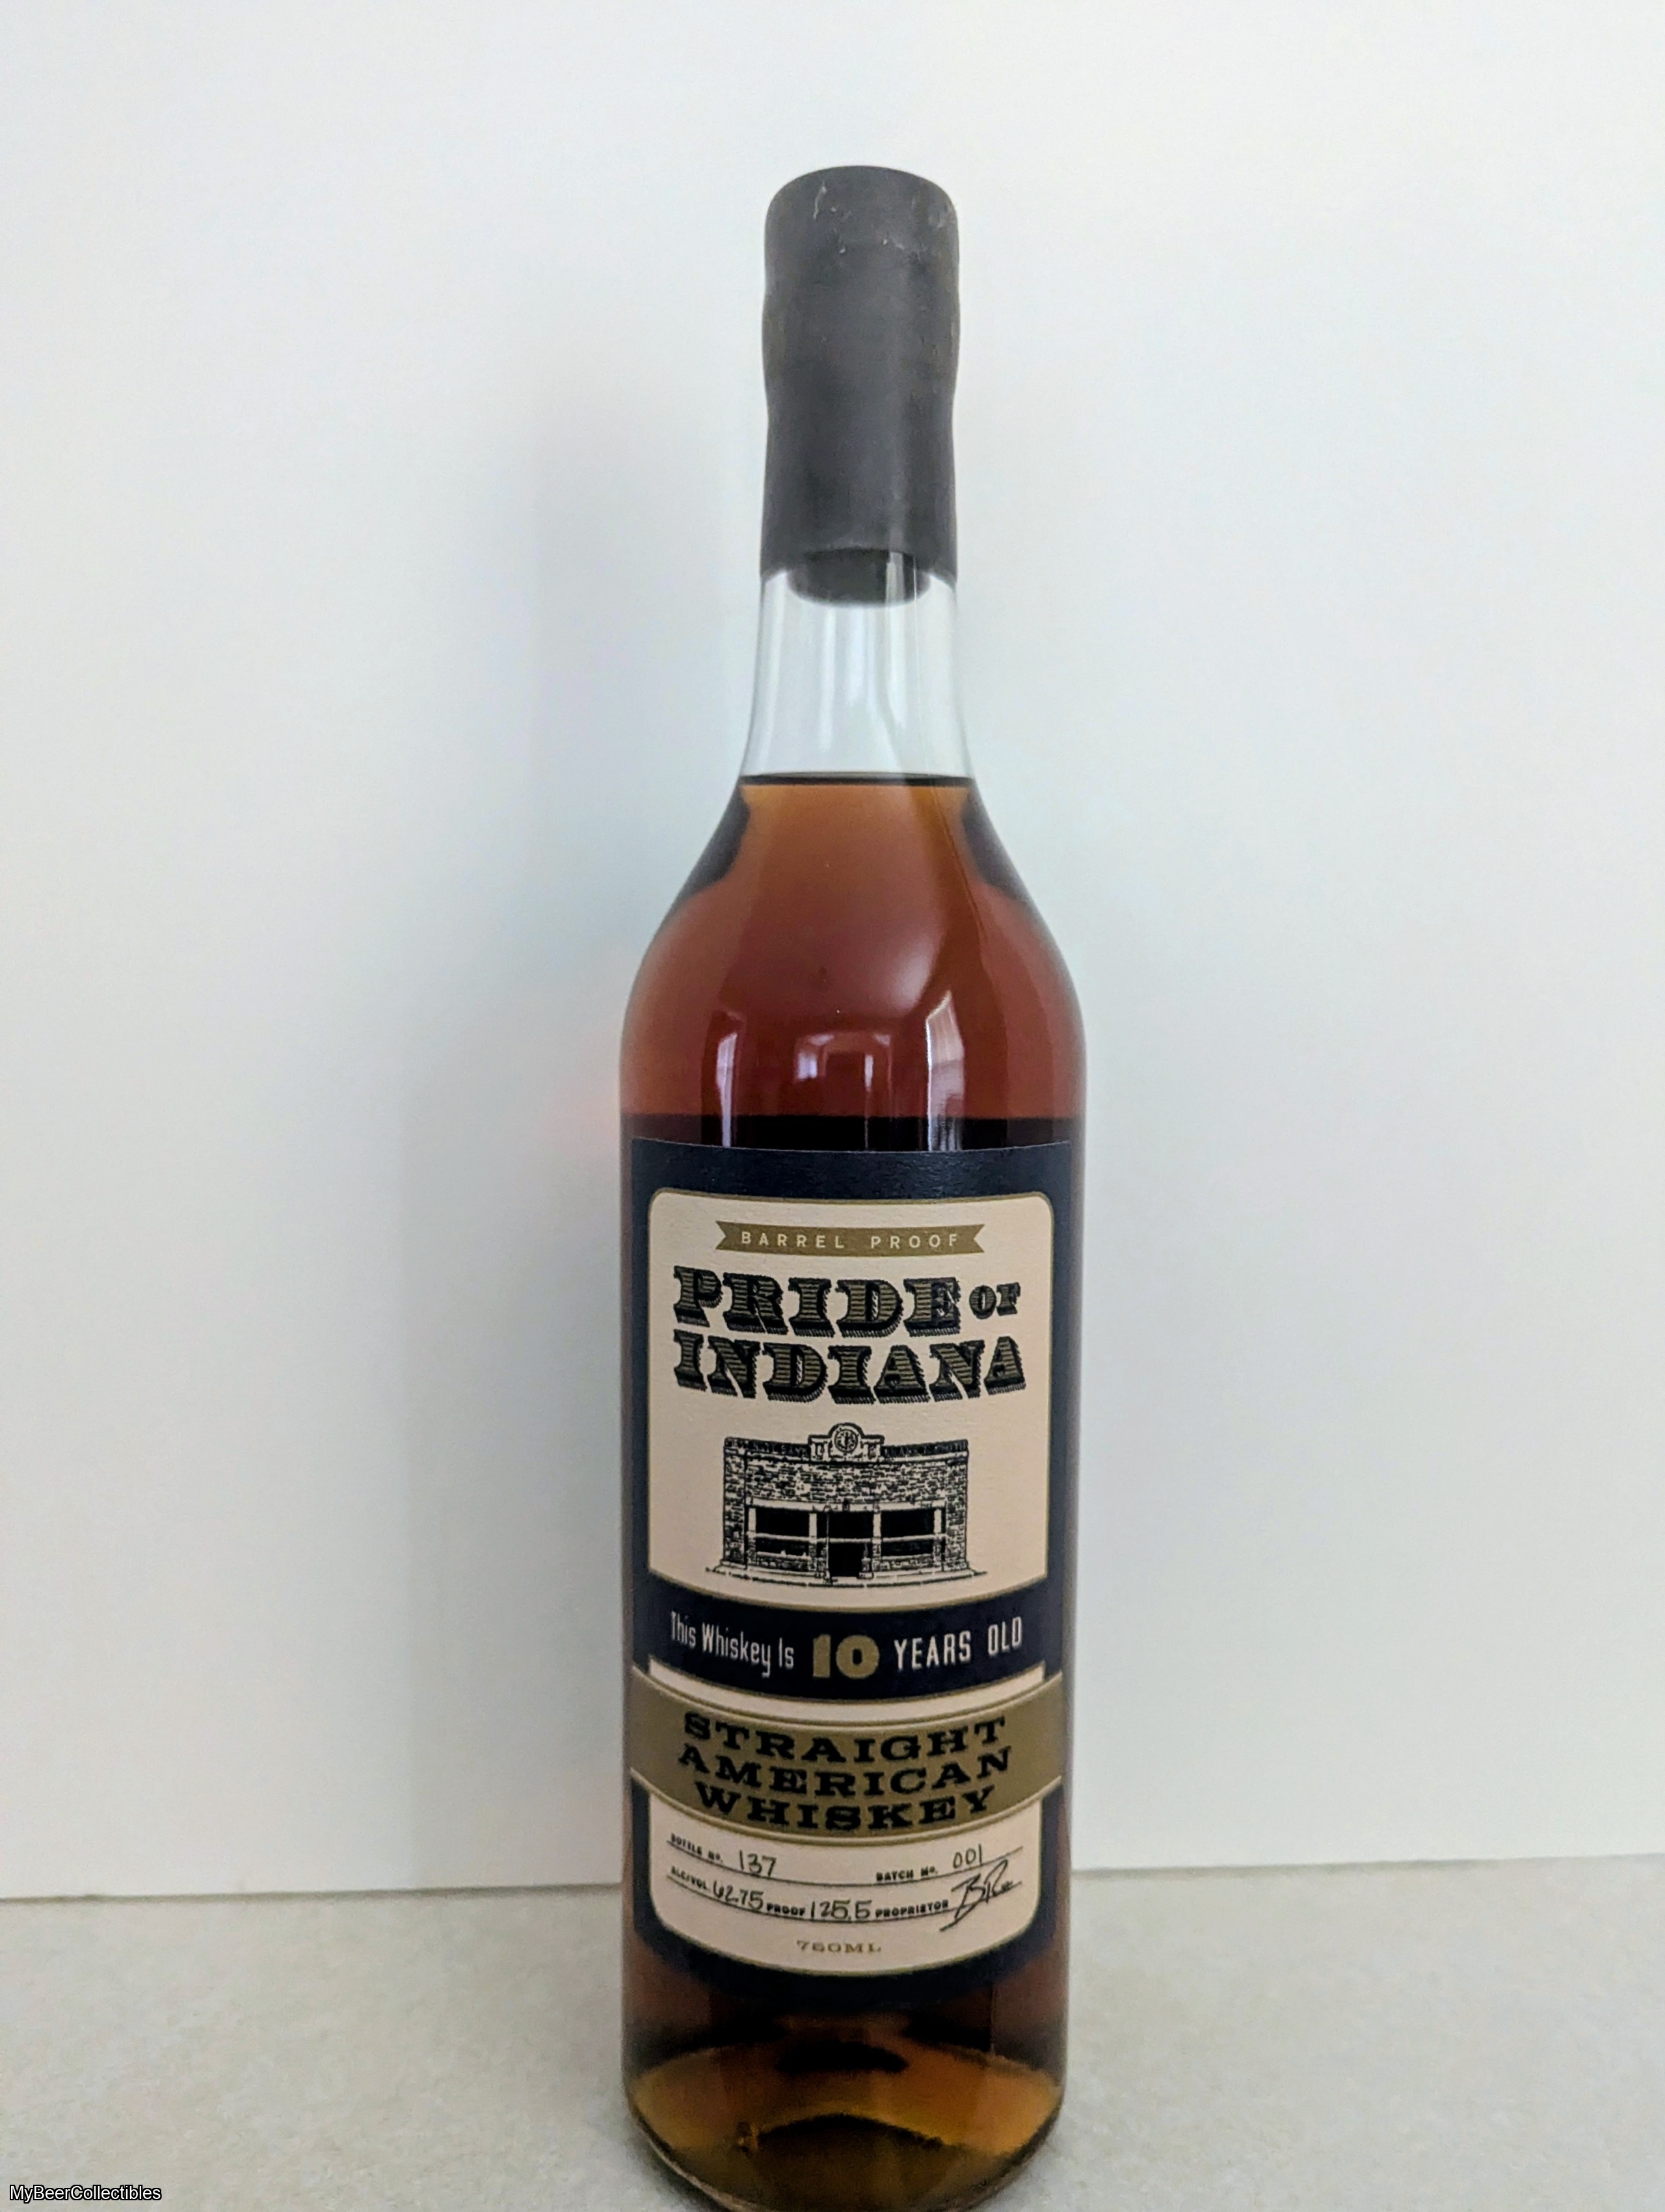 BARREL PROOF
PRIDE OF
INDIANA
This Whiskey Is 10 YEARS OLD
STRAIGHT
AMERICAN
WHISKEY
BOTTLE NO. 137 BATCH NO. 001
ALC/VOL. 62.75 PROOF 125.5 PROPRIETOR
750ML
MyBeerCollectibles